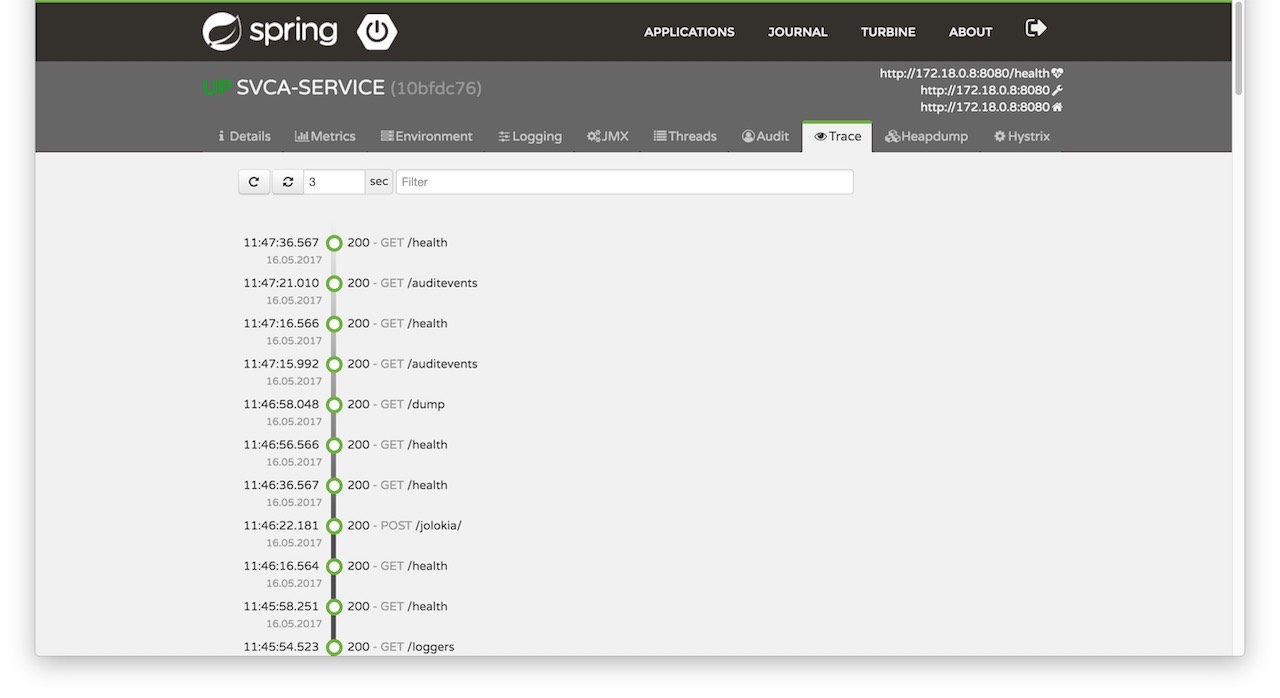 spring
APPLICATIONS JOURNAL TURBINE ABOUT
UP SVCA-SERVICE (10bfdc76)
http://172.18.0.8:8080/health
http://172.18.0.8:8080
http://172.18.0.8:8080
Details Metrics Environment Logging JMX Threads Audit Trace Heapdump Hystrix
3 sec Filter
11:47:36.567 200 - GET /health
16.05.2017
11:47:21.010 200 - GET /auditevents
16.05.2017
11:47:16.566 200 - GET /health
16.05.2017
11:47:15.992 200 - GET /auditevents
16.05.2017
11:46:58.048 200 - GET /dump
16.05.2017
11:46:56.566 200 - GET /health
16.05.2017
11:46:36.567 200 - GET /health
16.05.2017
11:46:22.181 200 - POST /jolokia/
16.05.2017
11:46:16.564 200 - GET /health
16.05.2017
11:45:58.251 200 - GET /health
16.05.2017
11:45:54.523 200 - GET /loggers